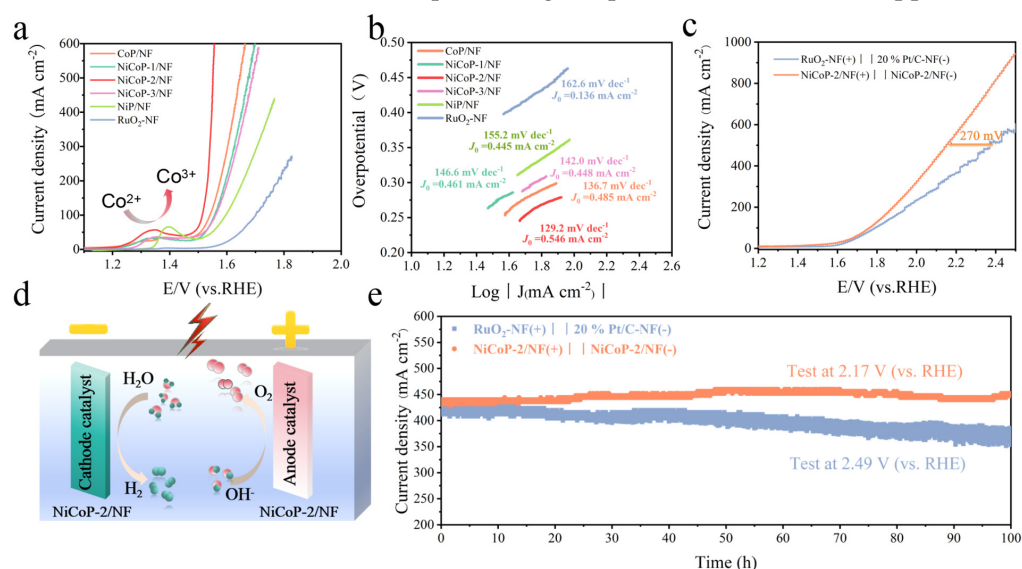 a
Current density (mA cm⁻²)
600
500
400
300
200
100
0
CoP/NF
NiCoP-1/NF
NiCoP-2/NF
NiCoP-3/NF
NiP/NF
RuO₂-NF
Co²⁺
Co³⁺
1.2
1.4
1.6
1.8
2.0
E/V (vs.RHE)
b
Overpotential (V)
0.50
0.45
0.40
0.35
0.30
0.25
0.20
CoP/NF
NiCoP-1/NF
NiCoP-2/NF
NiCoP-3/NF
NiP/NF
RuO₂-NF
162.6 mV dec⁻¹
J₀ =0.136 mA cm⁻²
155.2 mV dec⁻¹
J₀ =0.445 mA cm⁻²
146.6 mV dec⁻¹
J₀ =0.461 mA cm⁻²
142.0 mV dec⁻¹
J₀ =0.448 mA cm⁻²
136.7 mV dec⁻¹
J₀ =0.485 mA cm⁻²
129.2 mV dec⁻¹
J₀ =0.546 mA cm⁻²
1.0
1.2
1.4
1.6
1.8
2.0
2.2
2.4
2.6
Log | J(mA cm⁻²) |
c
Current density (mA cm⁻²)
1000
800
600
400
200
0
RuO₂-NF(+) | | 20 % Pt/C-NF(-)
NiCoP-2/NF(+) | | NiCoP-2/NF(-)
270 mV
1.2
1.4
1.6
1.8
2.0
2.2
2.4
E/V (vs.RHE)
d
Cathode catalyst
H₂O
H₂
O₂
OH⁻
Anode catalyst
NiCoP-2/NF
NiCoP-2/NF
e
Current density (mA cm⁻²)
600
550
500
450
400
350
300
250
200
RuO₂-NF(+) | | 20 % Pt/C-NF(-)
NiCoP-2/NF(+) | | NiCoP-2/NF(-)
Test at 2.17 V (vs. RHE)
Test at 2.49 V (vs. RHE)
0
10
20
30
40
50
60
70
80
90
100
Time (h)